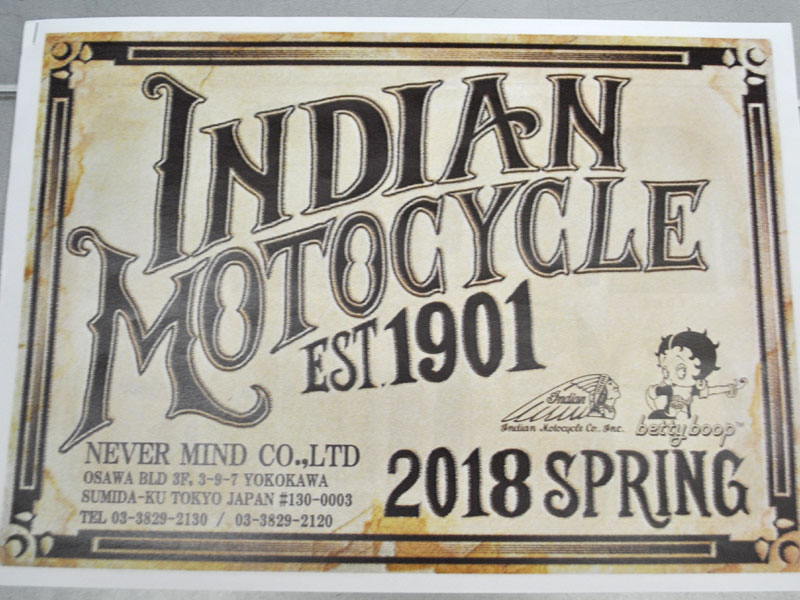 INDIAN
MOTOCYCLE
EST. 1901
Indian
Indian Motocycle Co., Inc.
betty boop™
NEVER MIND CO.,LTD
OSAWA BLD 3F, 3-9-7 YOKOKAWA
SUMIDA-KU TOKYO JAPAN #130-0003
TEL 03-3829-2130 / 03-3829-2120
2018 SPRING